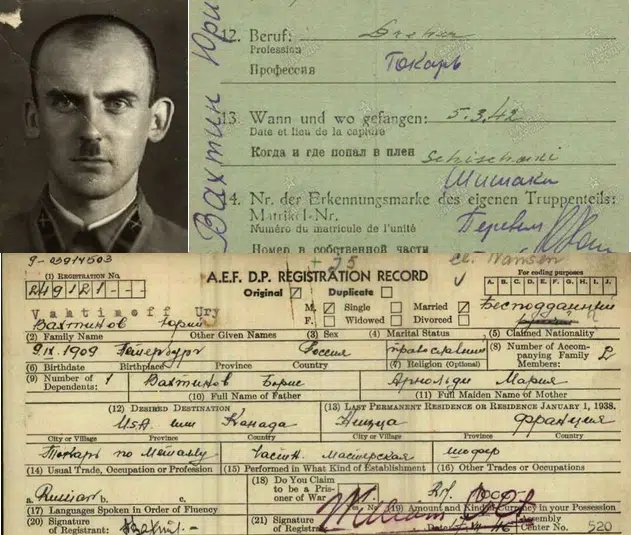 Вахтин Юри
12. Beruf: Dreher
Profession
Профессия Токарь
13. Wann und wo gefangen: 5.3.42
Date et lieu de la capture
Когда и где попал в плен Schischaki
Шишаки
14. Nr. der Erkennungsmarke des eigenen Truppenteils:
Matrikel-Nr.
Numéro du matricule de l'unité
Номер в собственной части
(1) REGISTRATION NO.
A.E.F. D.P. REGISTRATION RECORD
For coding purposes
Original Duplicate
A. B. C. D. E. F. G. H. I. J.
Vahtinoff Ury
M. Single Married
Бесподданный
F. Widowed Divorced
Вахтинов Юрий
(2) Family Name Other Given Names (3) Sex (4) Marital Status (5) Claimed Nationality
9.IX.1909 Петербург Россия православный
(8) Number of Accompanying Family Members: 2
(6) Birthdate Birthplace Province Country (7) Religion (Optional)
(9) Number of Dependents: 1
Вахтинов Борис
Арнольди Мария
(10) Full Name of Father (11) Full Maiden Name of Mother
(12) DESIRED DESTINATION (13) LAST PERMANENT RESIDENCE OR RESIDENCE JANUARY 1, 1938.
USA или Канада Ницца Франция
City or Village Province Country City or Village Province Country
Токарь по металлу Частн. Мастерская шофер
(14) Usual Trade, Occupation or Profession (15) Performed in What Kind of Establishment (16) Other Trades or Occupations
a. Russian b. c.
(18) Do You Claim to be a Prisoner of War
(17) Languages Spoken in Order of Fluency
(19) Amount and Kind of Currency in your Possession
(20) Signature of Registrant:
(21) Signature of Registrar
Date
Assembly Center No. 520